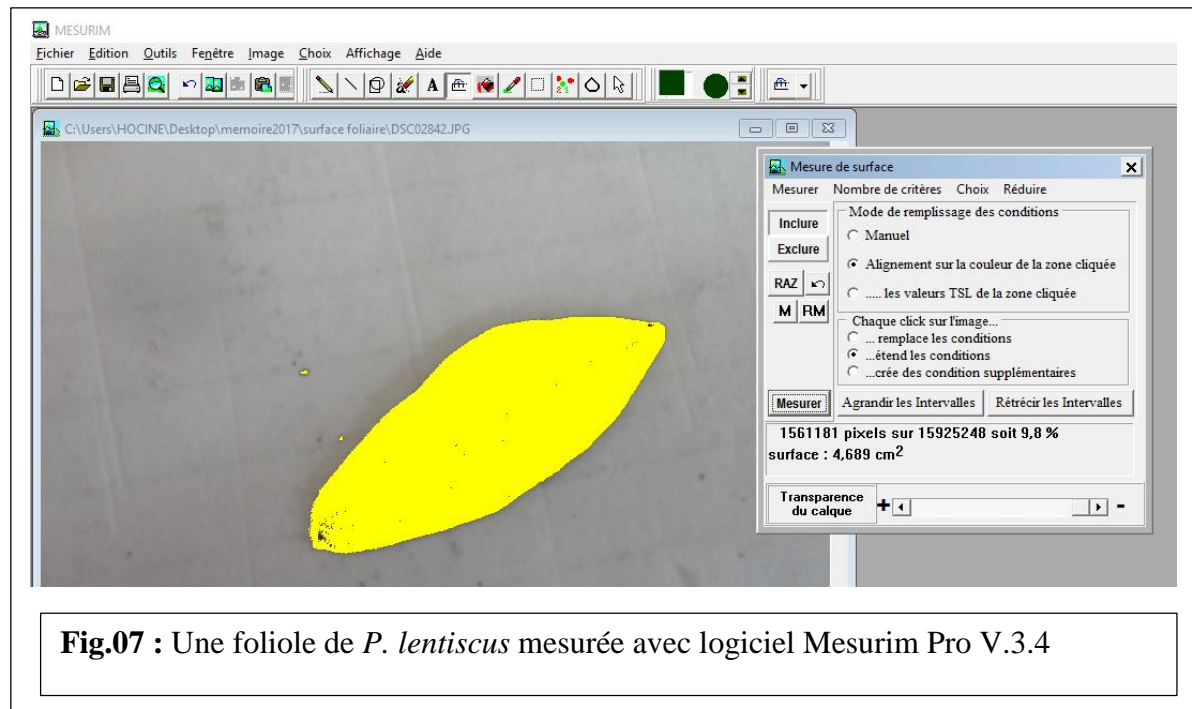 MESURIM
Fichier Edition Outils Fenêtre Image Choix Affichage Aide
A
C:\Users\HOCINE\Desktop\memoire2017\surface foliaire\DSC02842.JPG
Mesure de surface
Mesurer Nombre de critères Choix Réduire
Inclure
Exclure
RAZ
M RM
Mode de remplissage des conditions
Manuel
Alignement sur la couleur de la zone cliquée
..... les valeurs TSL de la zone cliquée
Chaque click sur l'image...
... remplace les conditions
...étend les conditions
...crée des condition supplémentaires
Mesurer Agrandir les Intervalles Rétrécir les Intervalles
1561181 pixels sur 15925248 soit 9,8 %
surface : 4,689 cm2
Transparence
du calque + -
Fig.07 : Une foliole de P. lentiscus mesurée avec logiciel Mesurim Pro V.3.4